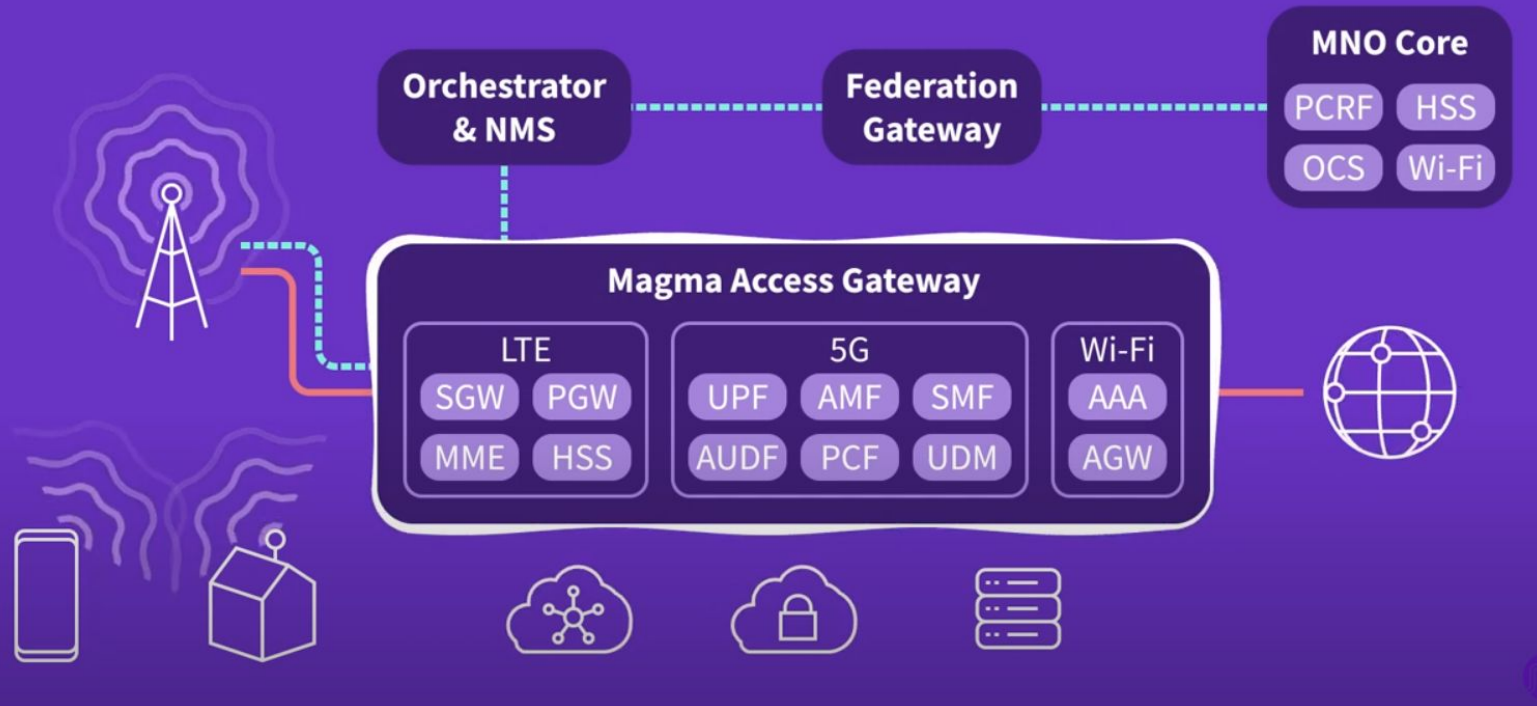 Orchestrator
& NMS
Federation
Gateway
MNO Core
PCRF HSS
OCS Wi-Fi
Magma Access Gateway
LTE
SGW PGW
MME HSS
5G
UPF AMF SMF
AUDF PCF UDM
Wi-Fi
AAA
AGW